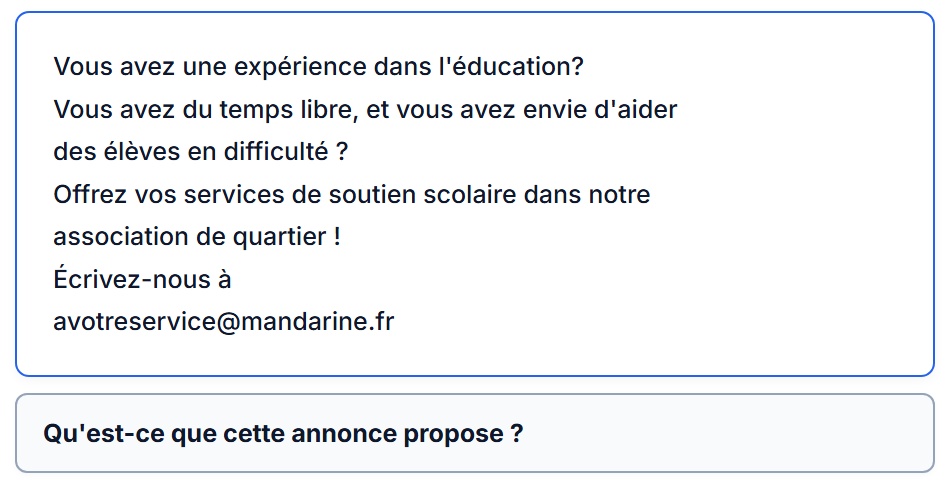 Vous avez une expérience dans l'éducation?
Vous avez du temps libre, et vous avez envie d'aider
des élèves en difficulté ?
Offrez vos services de soutien scolaire dans notre
association de quartier !
Écrivez-nous à
avotreservice@mandarine.fr
Qu'est-ce que cette annonce propose ?